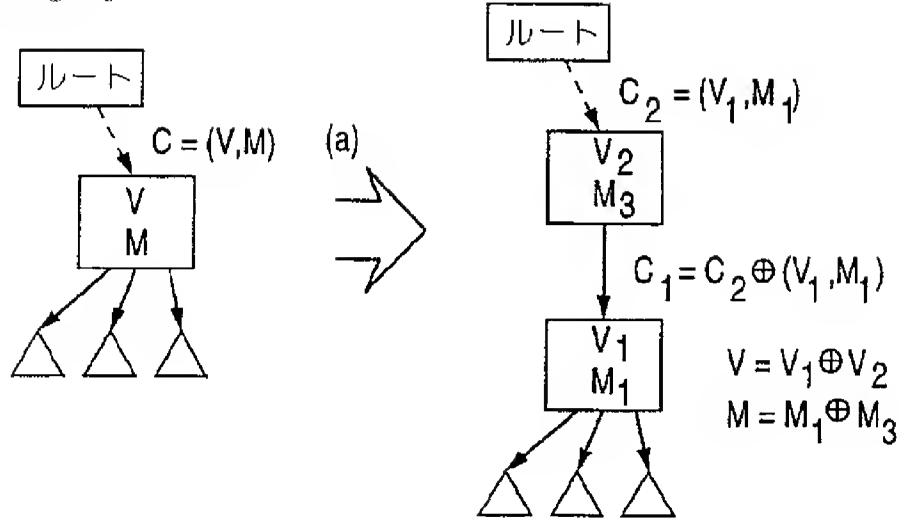 ルート
C = (V,M)
V
M
(a)
ルート
C₂ = (V₁,M₁)
V₂
M₃
C₁ = C₂ ⊕ (V₁,M₁)
V₁
M₁
V = V₁ ⊕ V₂
M = M₁ ⊕ M₃